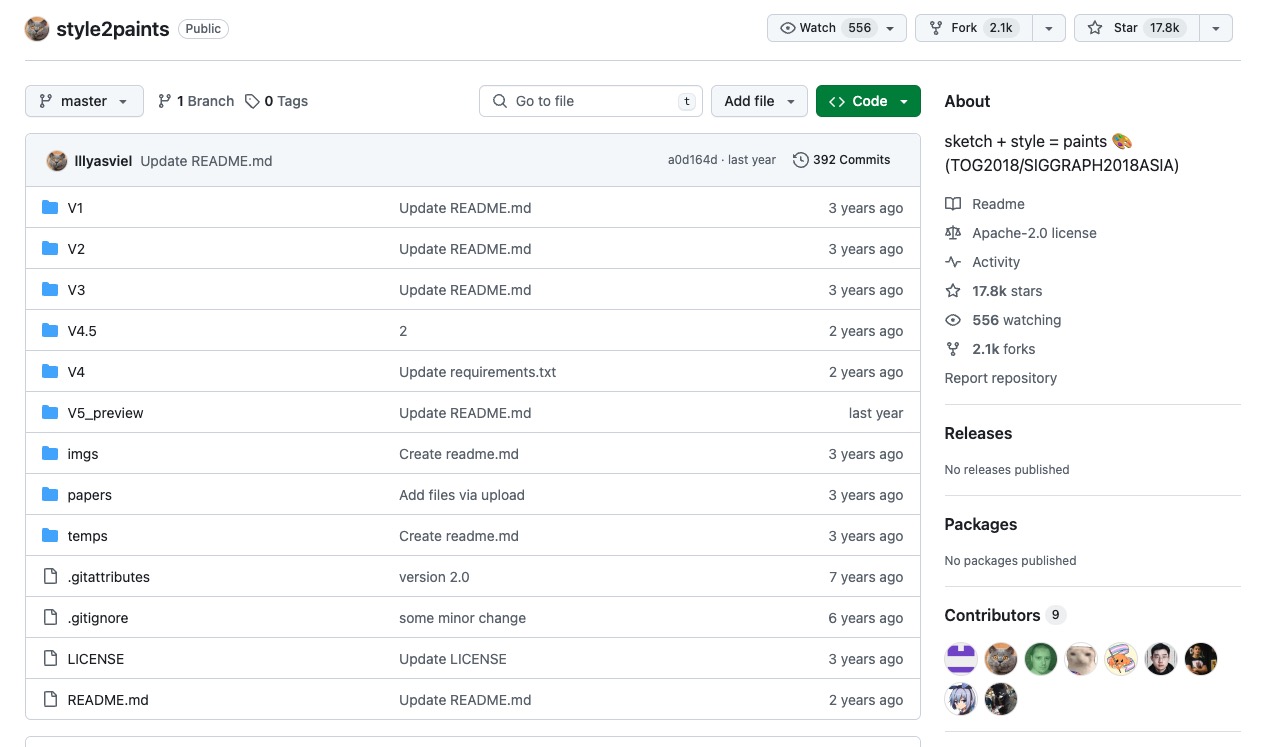 style2paints Public Watch 556 Fork 2.1k Star 17.8k
master 1 Branch 0 Tags Go to file t Add file Code
lllyasviel Update README.md a0d164d · last year 392 Commits
V1 Update README.md 3 years ago
V2 Update README.md 3 years ago
V3 Update README.md 3 years ago
V4.5 2 2 years ago
V4 Update requirements.txt 2 years ago
V5_preview Update README.md last year
imgs Create readme.md 3 years ago
papers Add files via upload 3 years ago
temps Create readme.md 3 years ago
.gitattributes version 2.0 7 years ago
.gitignore some minor change 6 years ago
LICENSE Update LICENSE 3 years ago
README.md Update README.md 2 years ago
About
sketch + style = paints 🎨
(TOG2018/SIGGRAPH2018ASIA)
Readme
Apache-2.0 license
Activity
17.8k stars
556 watching
2.1k forks
Report repository
Releases
No releases published
Packages
No packages published
Contributors 9